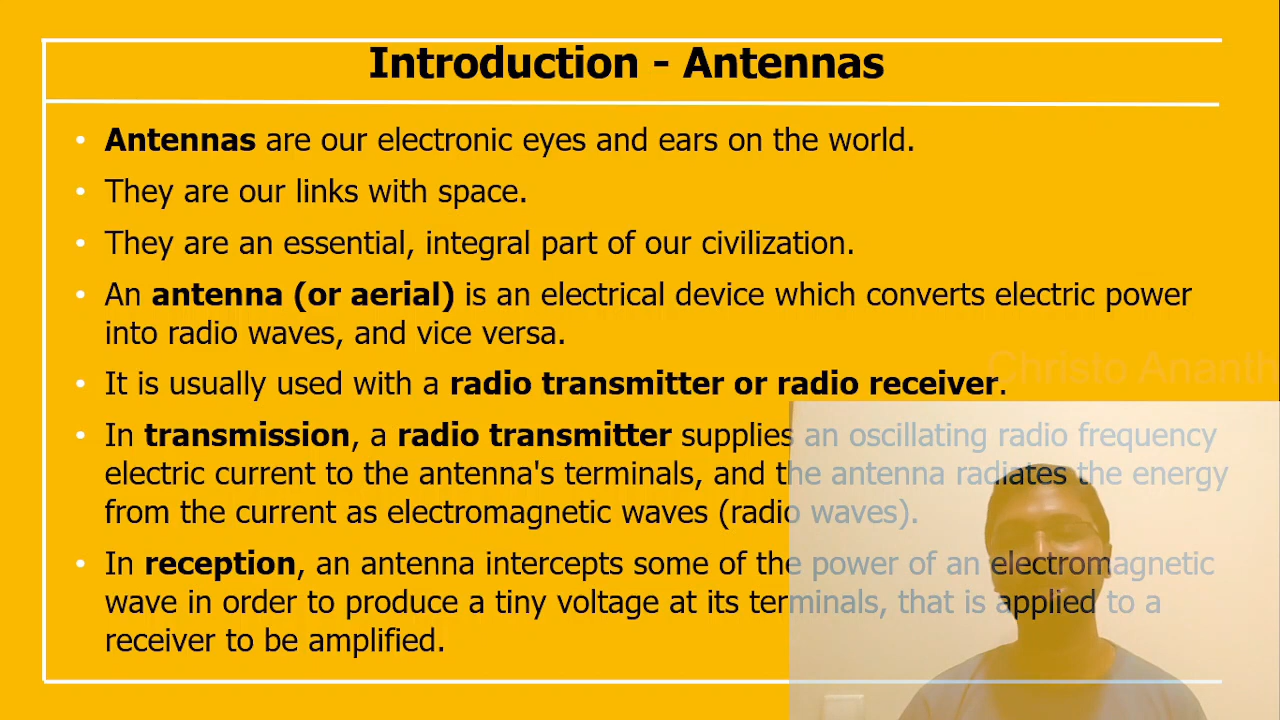 Introduction - Antennas
• Antennas are our electronic eyes and ears on the world.
• They are our links with space.
• They are an essential, integral part of our civilization.
• An antenna (or aerial) is an electrical device which converts electric power
into radio waves, and vice versa.
• It is usually used with a radio transmitter or radio receiver.
Christo Ananth
• In transmission, a radio transmitter supplies an oscillating radio frequency
electric current to the antenna's terminals, and the antenna radiates the energy
from the current as electromagnetic waves (radio waves).
• In reception, an antenna intercepts some of the power of an electromagnetic
wave in order to produce a tiny voltage at its terminals, that is applied to a
receiver to be amplified.